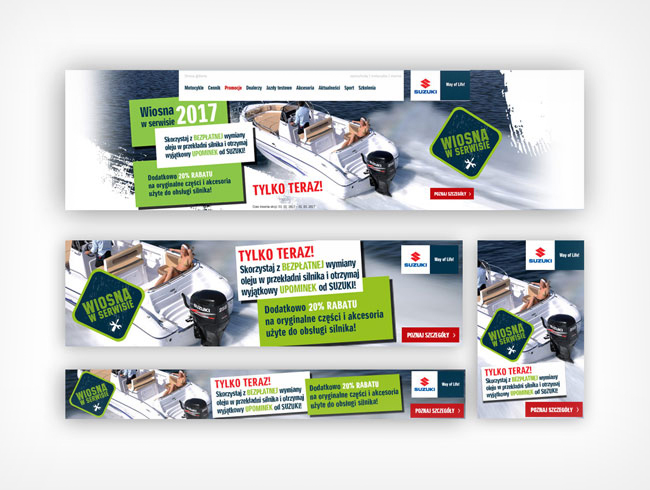 Motocykle Cennik Promocje Dealerzy Jazdy testowe Akcesoria Aktualności Sport Szkolenia
SUZUKI
Way of Life!
Wiosna
w serwisie
2017
Skorzystaj z BEZPŁATNEJ wymiany
oleju w przekładni silnika i otrzymaj
wyjątkowy UPOMINEK od SUZUKI!
Dodatkowo 20% RABATU
na oryginalne części i akcesoria
użyte do obsługi silnika!
TYLKO TERAZ!
WIOSNA
W SERWISIE
POZNAJ SZCZEGÓŁY >
WIOSNA
W SERWISIE
TYLKO TERAZ!
Skorzystaj z BEZPŁATNEJ wymiany
oleju w przekładni silnika i otrzymaj
wyjątkowy UPOMINEK od SUZUKI!
Dodatkowo 20% RABATU
na oryginalne części i akcesoria
użyte do obsługi silnika!
SUZUKI
Way of Life!
POZNAJ SZCZEGÓŁY >
WIOSNA
W SERWISIE
TYLKO TERAZ!
Skorzystaj z BEZPŁATNEJ wymiany
oleju w przekładni silnika i otrzymaj
wyjątkowy UPOMINEK od SUZUKI!
Dodatkowo 20% RABATU
na oryginalne części i akcesoria
użyte do obsługi silnika!
SUZUKI
Way of Life!
POZNAJ SZCZEGÓŁY >
SUZUKI
Way of Life!
WIOSNA
W SERWISIE
TYLKO TERAZ!
Skorzystaj z BEZPŁATNEJ wymiany
oleju w przekładni silnika i otrzymaj
wyjątkowy UPOMINEK od SUZUKI!
POZNAJ SZCZEGÓŁY >